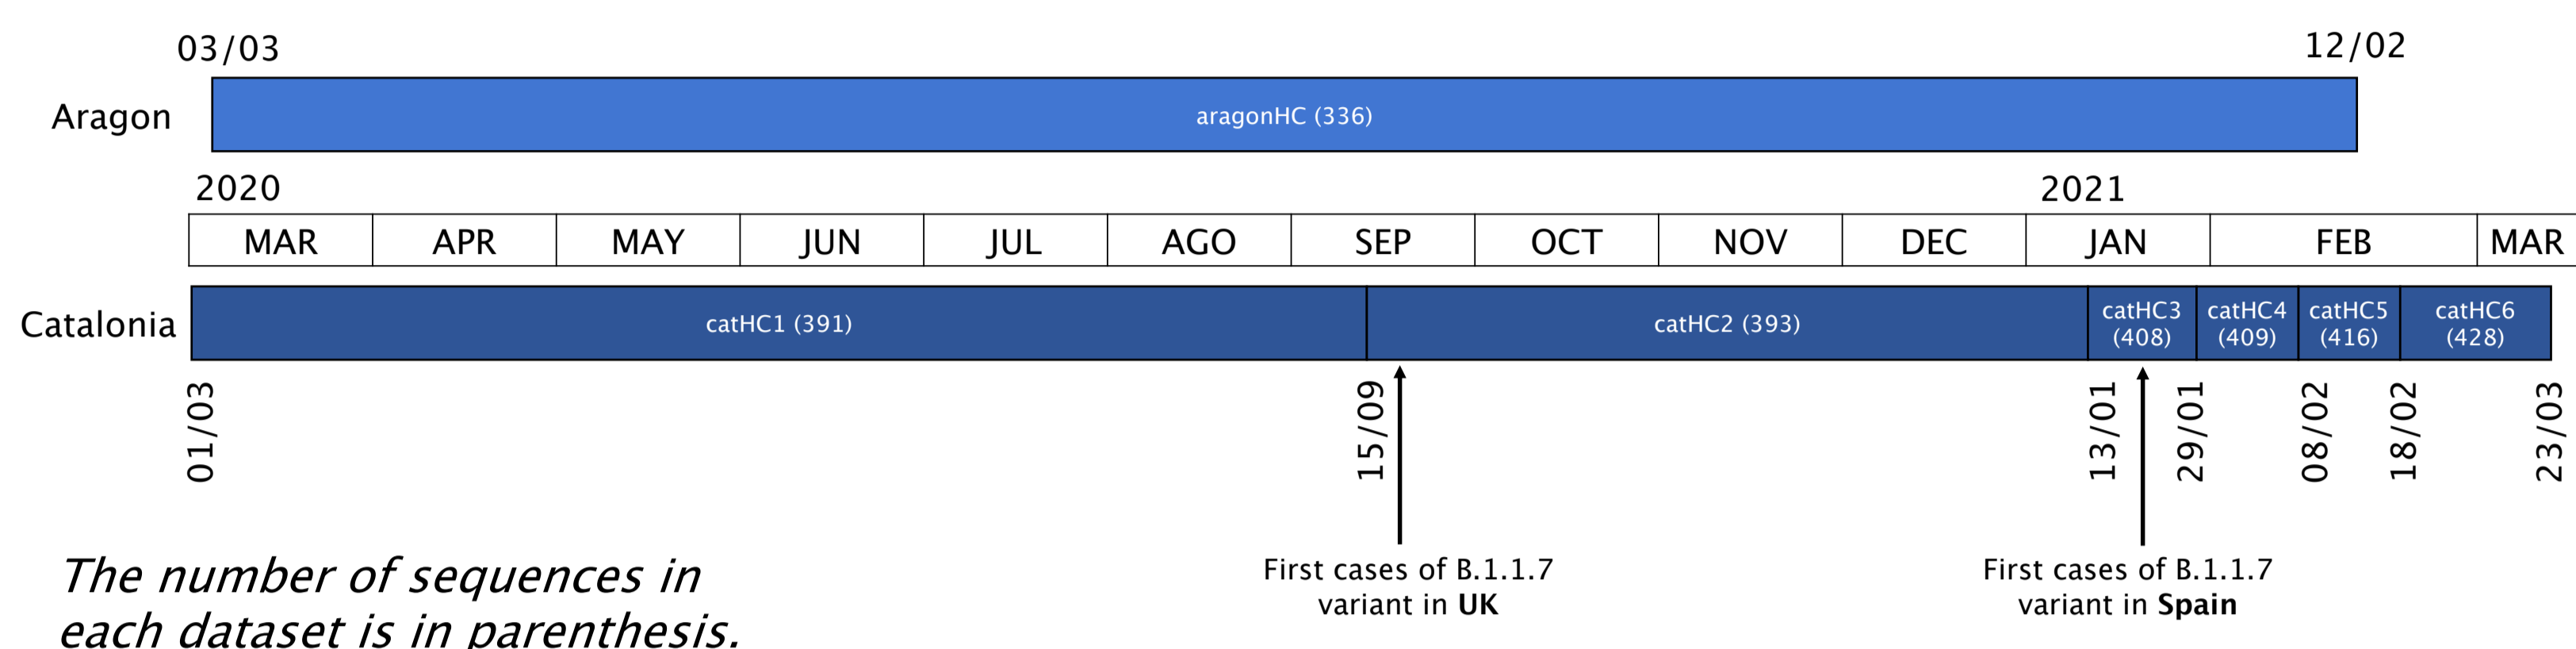 03/03
12/02
Aragon
aragonHC (336)
2020
2021
MAR
APR
MAY
JUN
JUL
AGO
SEP
OCT
NOV
DEC
JAN
FEB
MAR
Catalonia
catHC1 (391)
catHC2 (393)
catHC3
(408)
catHC4
(409)
catHC5
(416)
catHC6
(428)
01/03
15/09
13/01
29/01
08/02
18/02
23/03
First cases of B.1.1.7
variant in UK
First cases of B.1.1.7
variant in Spain
The number of sequences in
each dataset is in parenthesis.